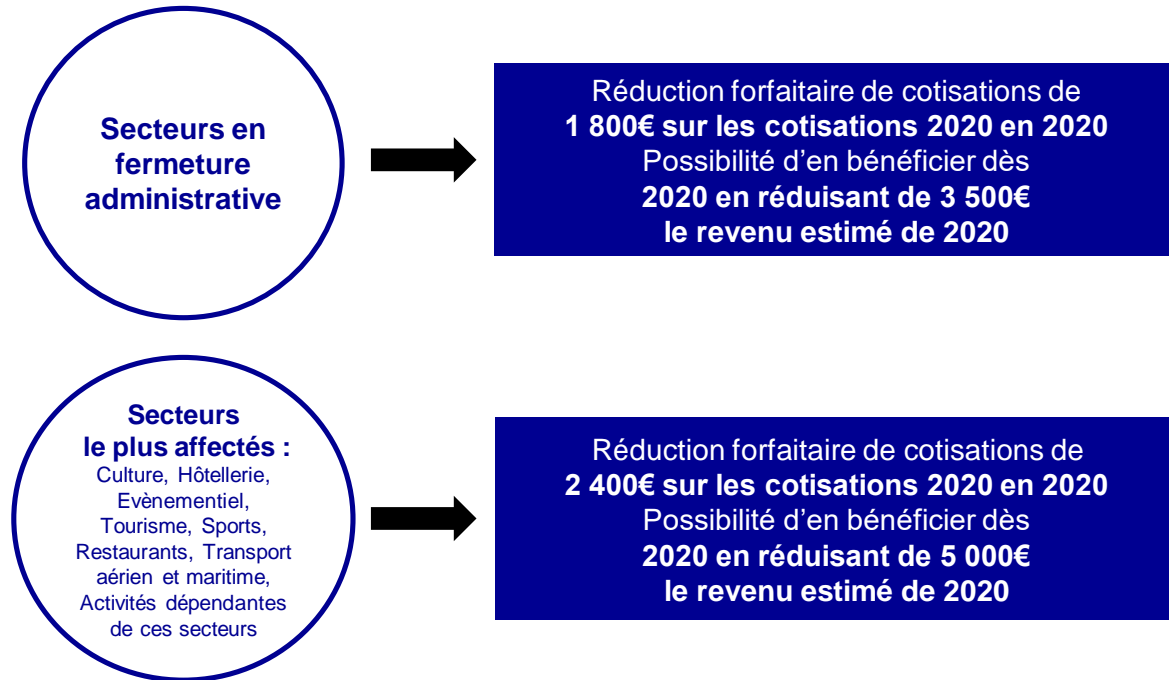 Secteurs en
fermeture
administrative
Réduction forfaitaire de cotisations de
1 800€ sur les cotisations 2020 en 2020
Possibilité d'en bénéficier dès
2020 en réduisant de 3 500€
le revenu estimé de 2020
Secteurs
le plus affectés :
Culture, Hôtellerie,
Evènementiel,
Tourisme, Sports,
Restaurants, Transport
aérien et maritime,
Activités dépendantes
de ces secteurs
Réduction forfaitaire de cotisations de
2 400€ sur les cotisations 2020 en 2020
Possibilité d'en bénéficier dès
2020 en réduisant de 5 000€
le revenu estimé de 2020